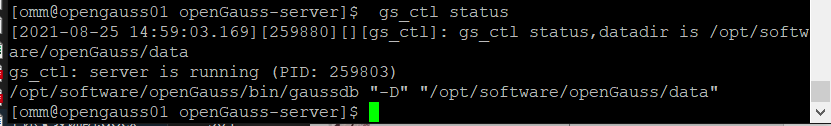 [omm@opengauss01 openGauss-server]$  gs_ctl status
[2021-08-25 14:59:03.169][259880][][gs_ctl]: gs_ctl status,datadir is /opt/softw
are/openGauss/data
gs_ctl: server is running (PID: 259803)
/opt/software/openGauss/bin/gaussdb "-D" "/opt/software/openGauss/data"
[omm@opengauss01 openGauss-server]$